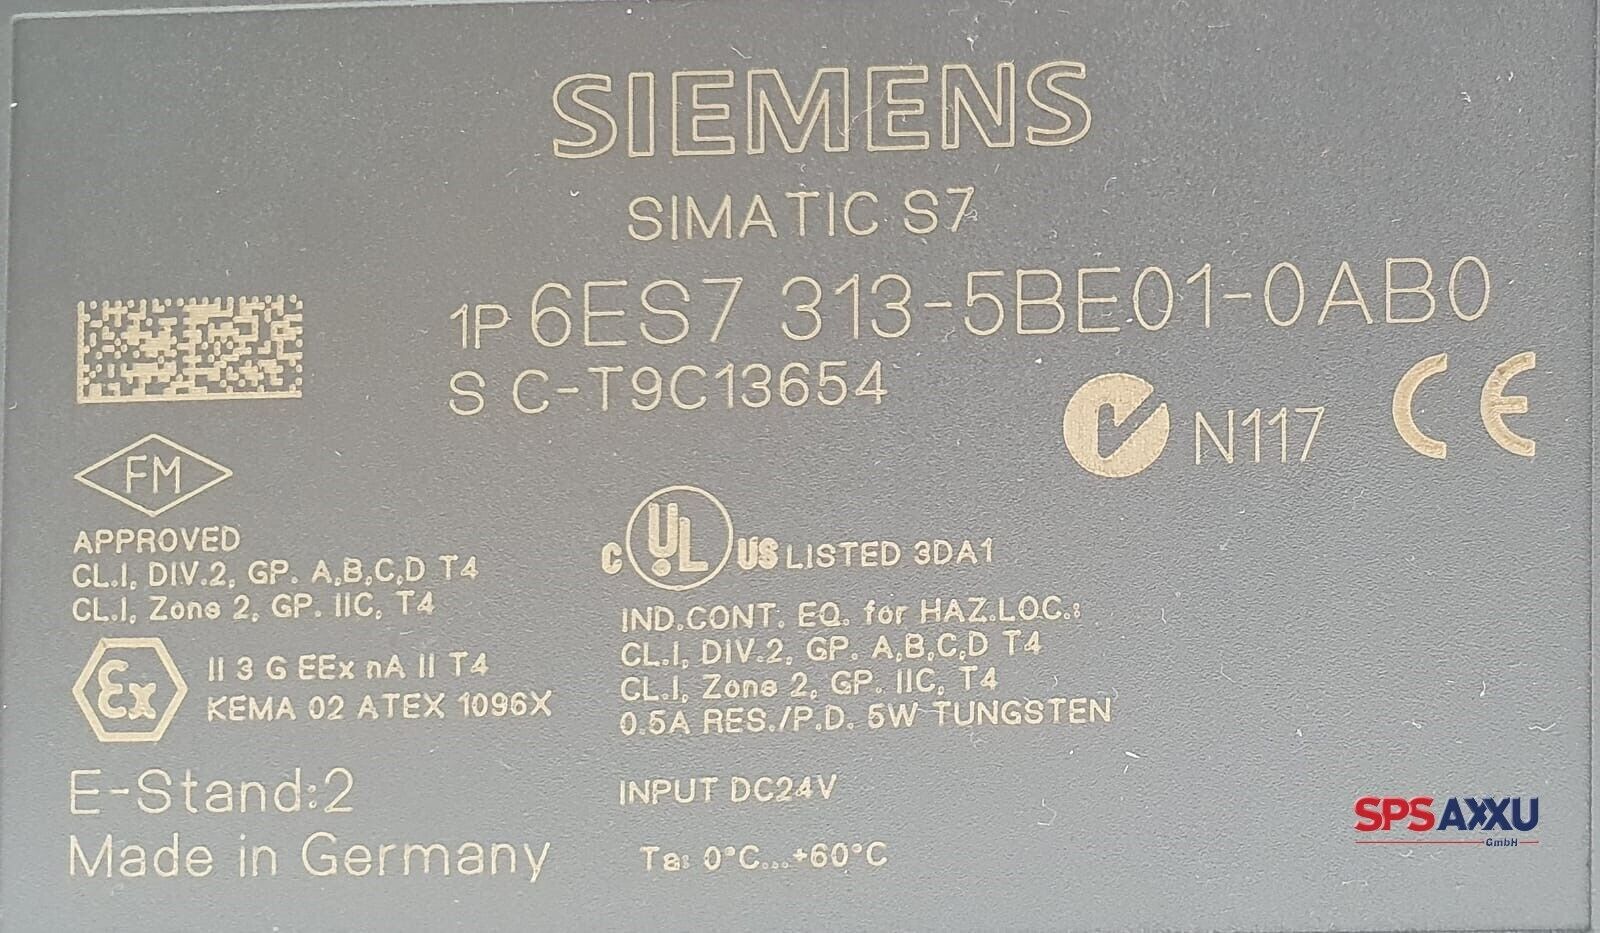 SIEMENS
SIMATIC S7
1P 6ES7 313-5BE01-0AB0
S C-T9C13654
N117 CE
FM
APPROVED
CL.I, DIV.2, GP. A,B,C,D T4
CL.I, Zone 2, GP. IIC, T4
Ex
II 3 G EEx nA II T4
KEMA 02 ATEX 1096X
C UL US LISTED 3DA1
IND.CONT. EQ. for HAZ.LOC.:
CL.I, DIV.2, GP. A,B,C,D T4
CL.I, Zone 2, GP. IIC, T4
0.5A RES./P.D. 5W TUNGSTEN
E-Stand:2
Made in Germany
INPUT DC24V
Ta: 0°C...+60°C
SPS AXXU
GmbH